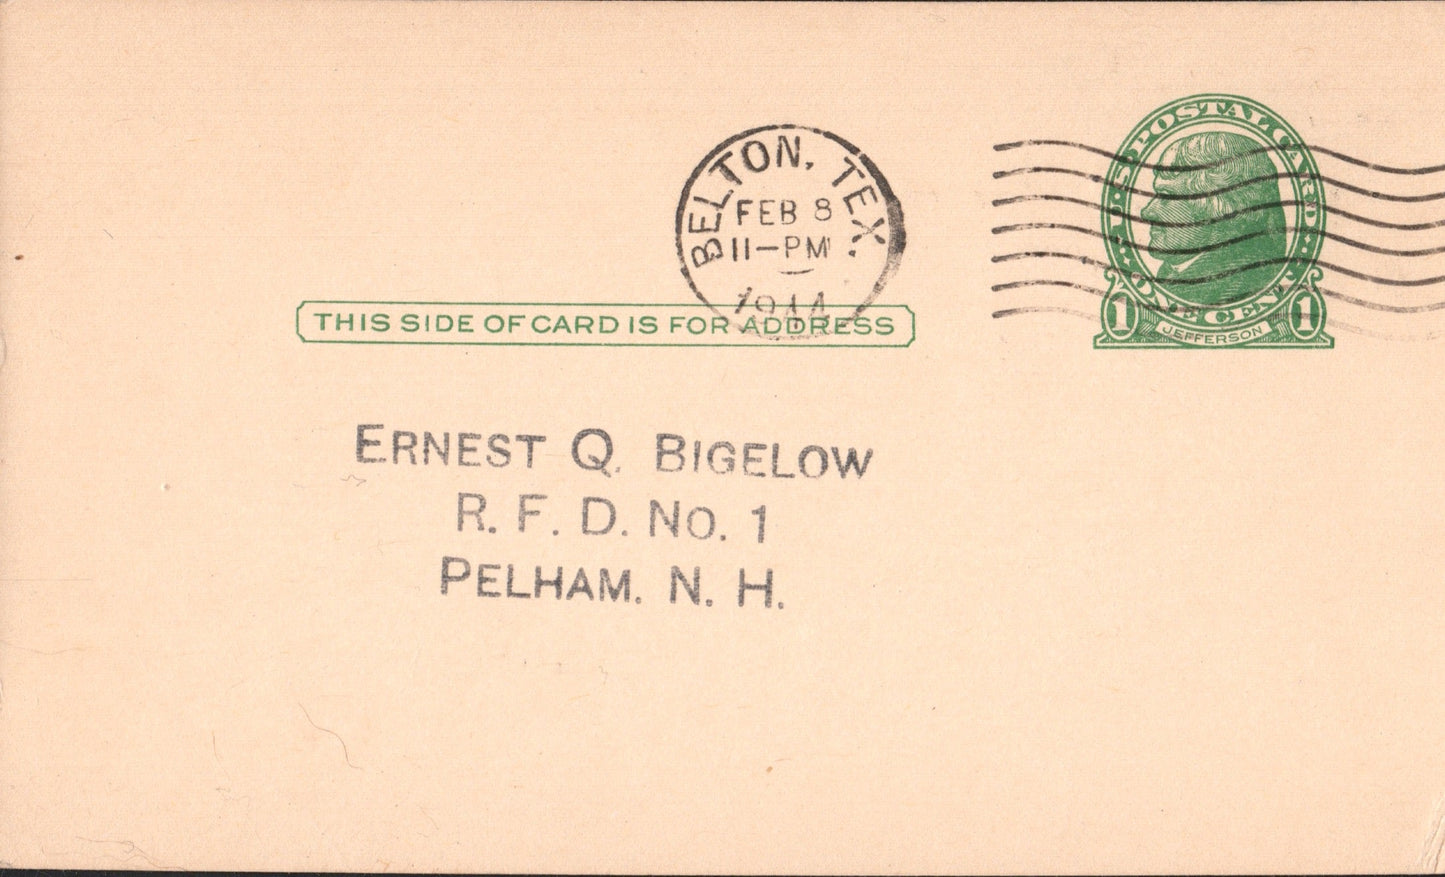 BELTON, TEX.
FEB 8
11-PM
1944
U.S. POSTAL CARD
ONE CENT
1 JEFFERSON 1
THIS SIDE OF CARD IS FOR ADDRESS
ERNEST Q. BIGELOW
R. F. D. NO. 1
PELHAM. N. H.